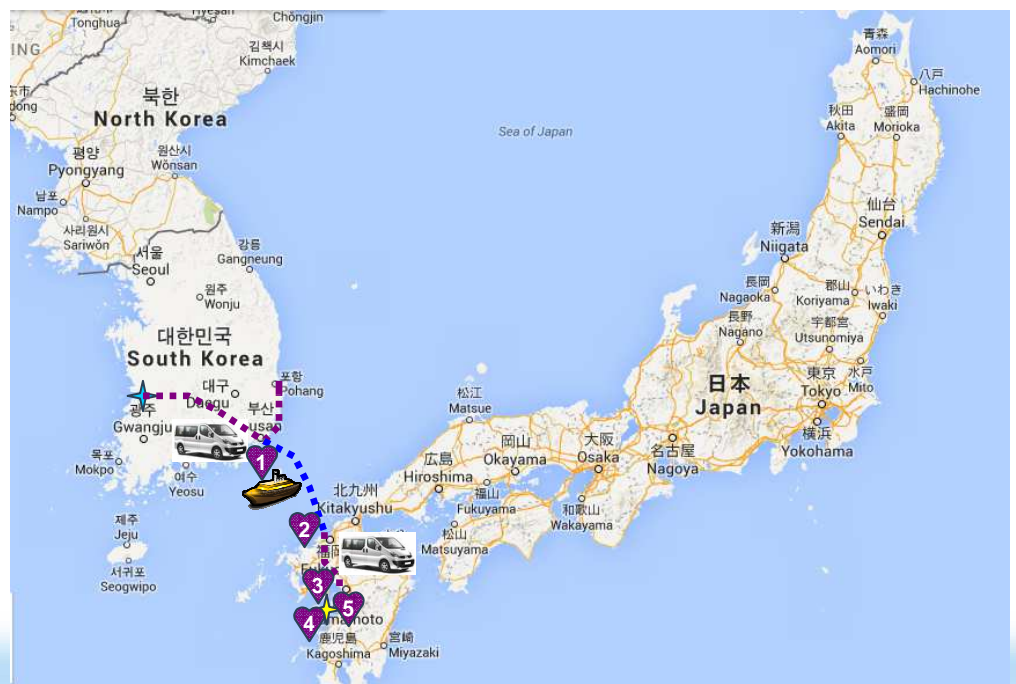 Tonghua
Hyesan
Chŏngjin
김책시
Kimchaek
ING
东市
dong
북한
North Korea
평양
Pyongyang
원산시
Wŏnsan
남포
Nampo
사리원시
Sariwŏn
서울
Seoul
강릉
Gangneung
원주
Wonju
대한민국
South Korea
대구
Daegu
포항
Pohang
광주
Gwangju
부산
usan
목포
Mokpo
여수
Yeosu
제주
Jeju
서귀포
Seogwipo
1
2
3
4
5
Sea of Japan
青森
Aomori
八戸
Hachinohe
秋田
Akita
盛岡
Morioka
仙台
Sendai
新潟
Niigata
長岡
Nagaoka
郡山
Koriyama
いわき
Iwaki
長野
Nagano
宇都宮
Utsunomiya
日本
Japan
東京
Tokyo
水戸
Mito
横浜
Yokohama
名古屋
Nagoya
松江
Matsue
岡山
Okayama
大阪
Osaka
広島
Hiroshima
福山
Fukuyama
和歌山
Wakayama
松山
Matsuyama
北九州
Kitakyushu
鹿児島
Kagoshima
宮崎
Miyazaki